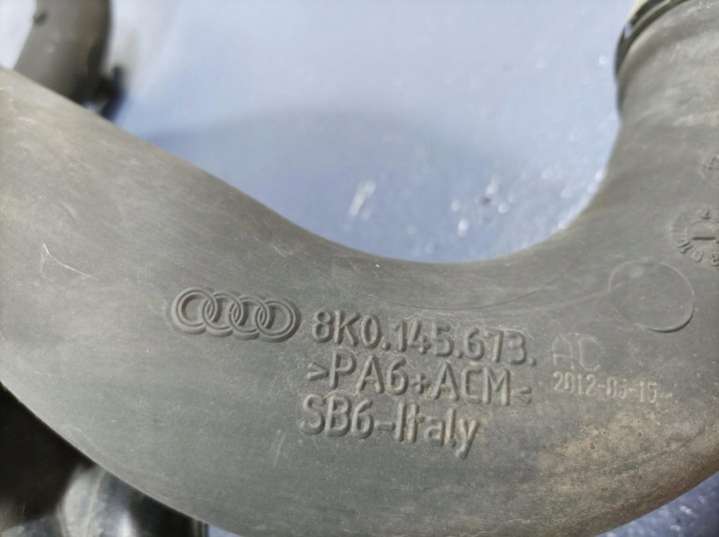 8K0.145.673. AC
>PA6+ACM<
2012-03-15
SB6-Italy